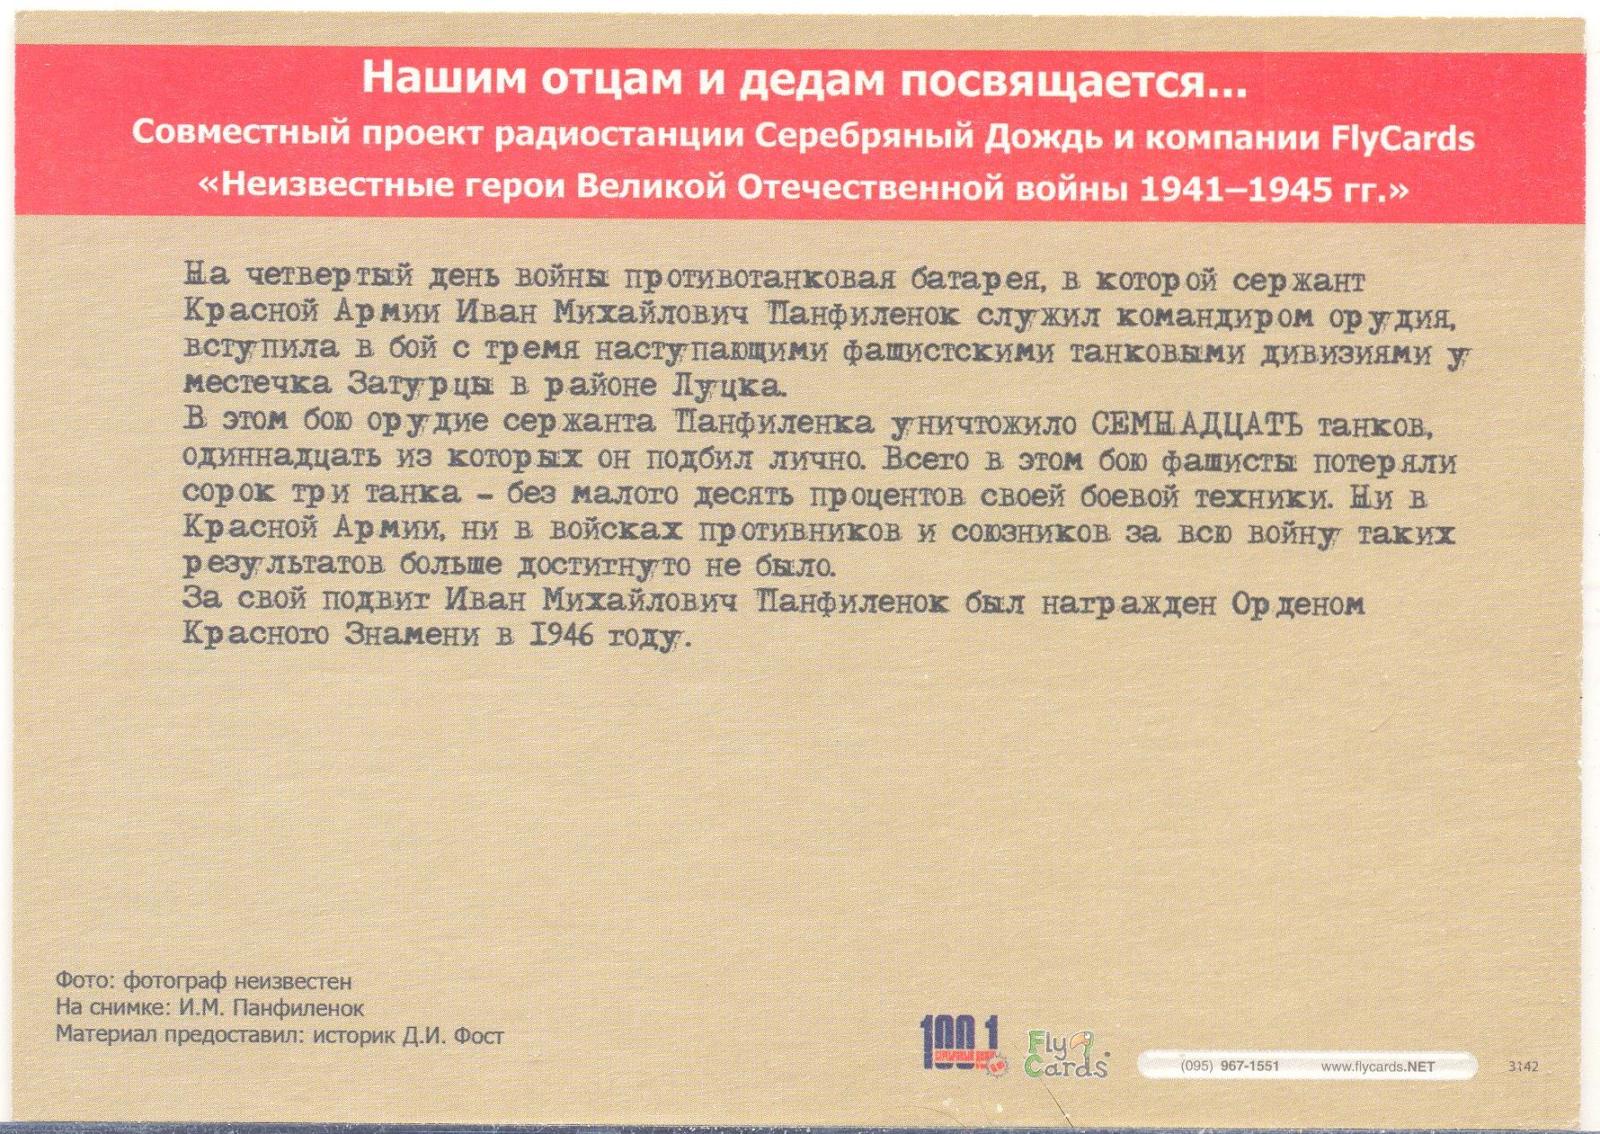 Нашим отцам и дедам посвящается...
Совместный проект радиостанции Серебряный Дождь и компании FlyCards
«Неизвестные герои Великой Отечественной войны 1941–1945 гг.»
На четвертый день войны противотанковая батарея, в которой сержант
Красной Армии Иван Михайлович Панфиленок служил командиром орудия,
вступила в бой с тремя наступающими фашистскими танковыми дивизиями у
местечка Затурцы в районе Луцка.
В этом бою орудие сержанта Панфиленка уничтожило СЕМНАДЦАТЬ танков,
одиннадцать из которых он подбил лично. Всего в этом бою фашисты потеряли
сорок три танка – без малого десять процентов своей боевой техники. Ни в
Красной Армии, ни в войсках противников и союзников за всю войну таких
результатов больше достигнуто не было.
За свой подвиг Иван Михайлович Панфиленок был награжден Орденом
Красного Знамени в 1946 году.
Фото: фотограф неизвестен
На снимке: И.М. Панфиленок
Материал предоставил: историк Д.И. Фост
100.1
СЕРЕБРЯНЫЙ ДОЖДЬ
Fly
Cards
(095) 967-1551 www.flycards.NET 3142